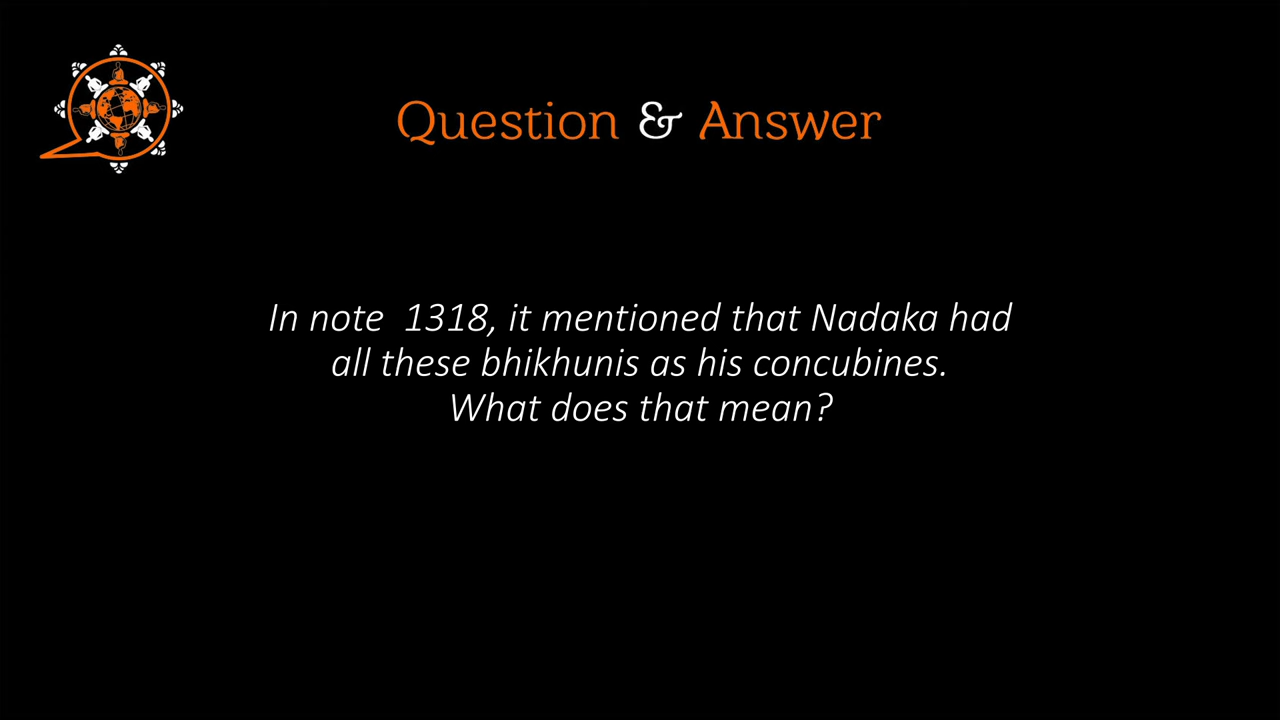 Question & Answer
In note 1318, it mentioned that Nadaka had
all these bhikhunis as his concubines.
What does that mean?